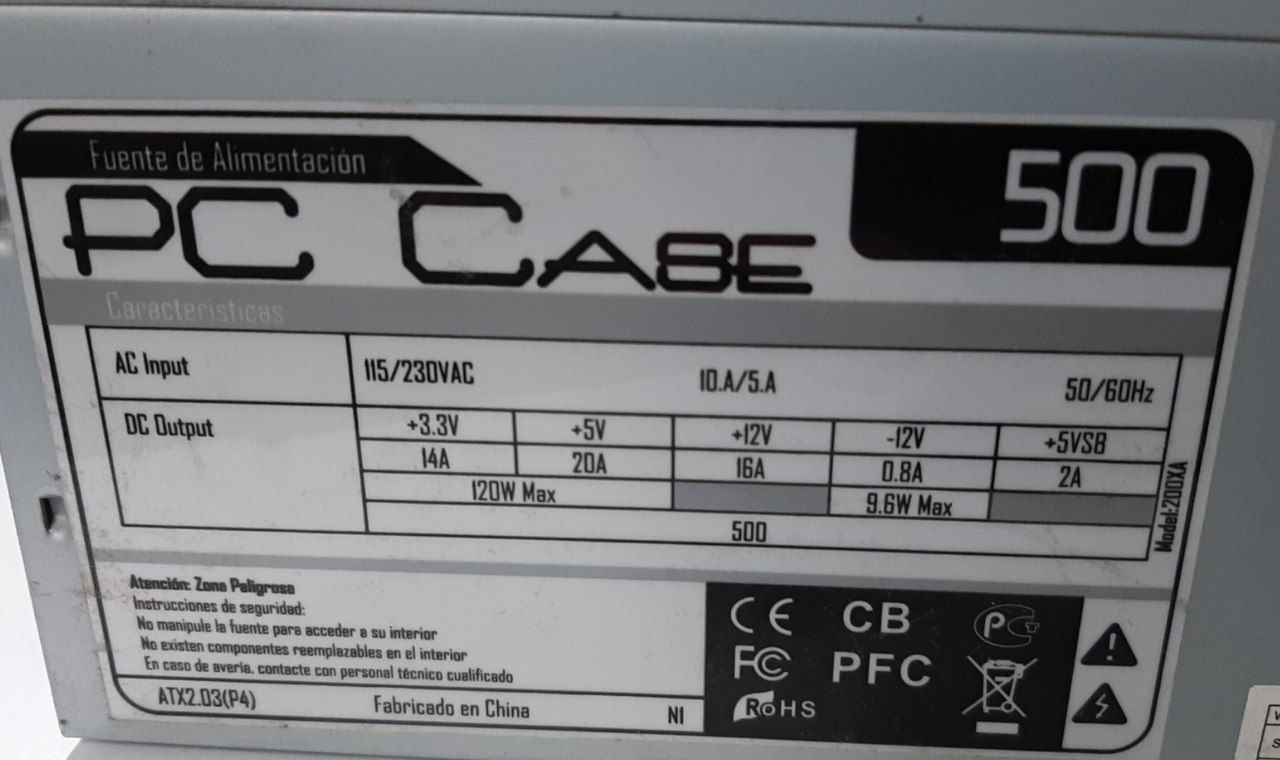 Fuente de Alimentación
500
PC CASE
Características
AC Input 115/230VAC 10.A/5.A 50/60Hz
DC Output +3.3V +5V +12V -12V +5VSB
14A 20A 16A 0.8A 2A
120W Max 9.6W Max
500
Model:200XA
Atención: Zona Peligrosa
Instrucciones de seguridad:
No manipule la fuente para acceder a su interior
No existen componentes reemplazables en el interior
En caso de avería, contacte con personal técnico cualificado
ATX2.03(P4) Fabricado en China N1
CE CB PG
FC PFC
RoHS